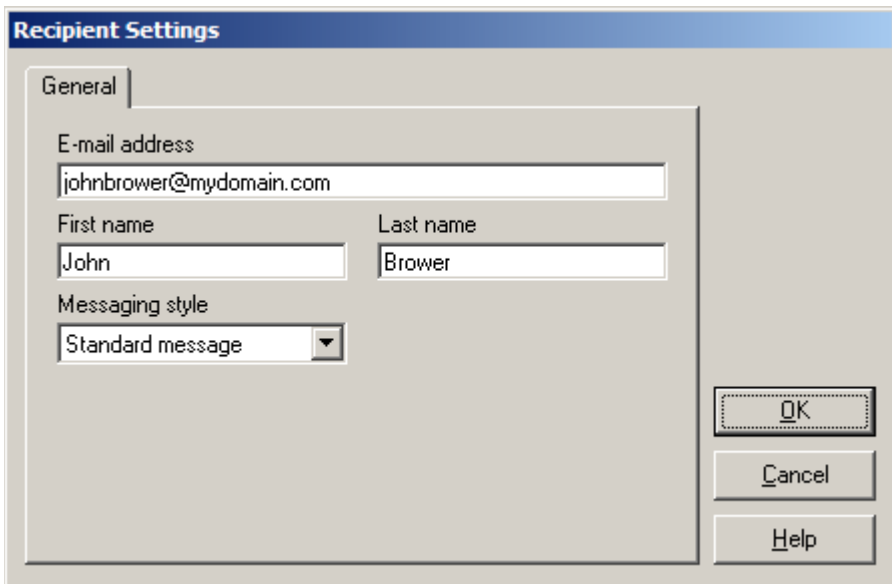 Recipient Settings
General
E-mail address
johnbrower@mydomain.com
First name Last name
John Brower
Messaging style
Standard message
OK
Cancel
Help